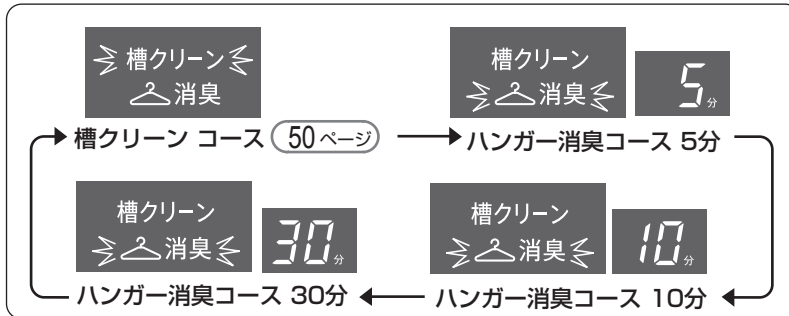 槽クリーン
消臭
槽クリーン コース 50ページ
槽クリーン
消臭
5分
ハンガー消臭コース 5分
槽クリーン
消臭
10分
ハンガー消臭コース 10分
槽クリーン
消臭
30分
ハンガー消臭コース 30分